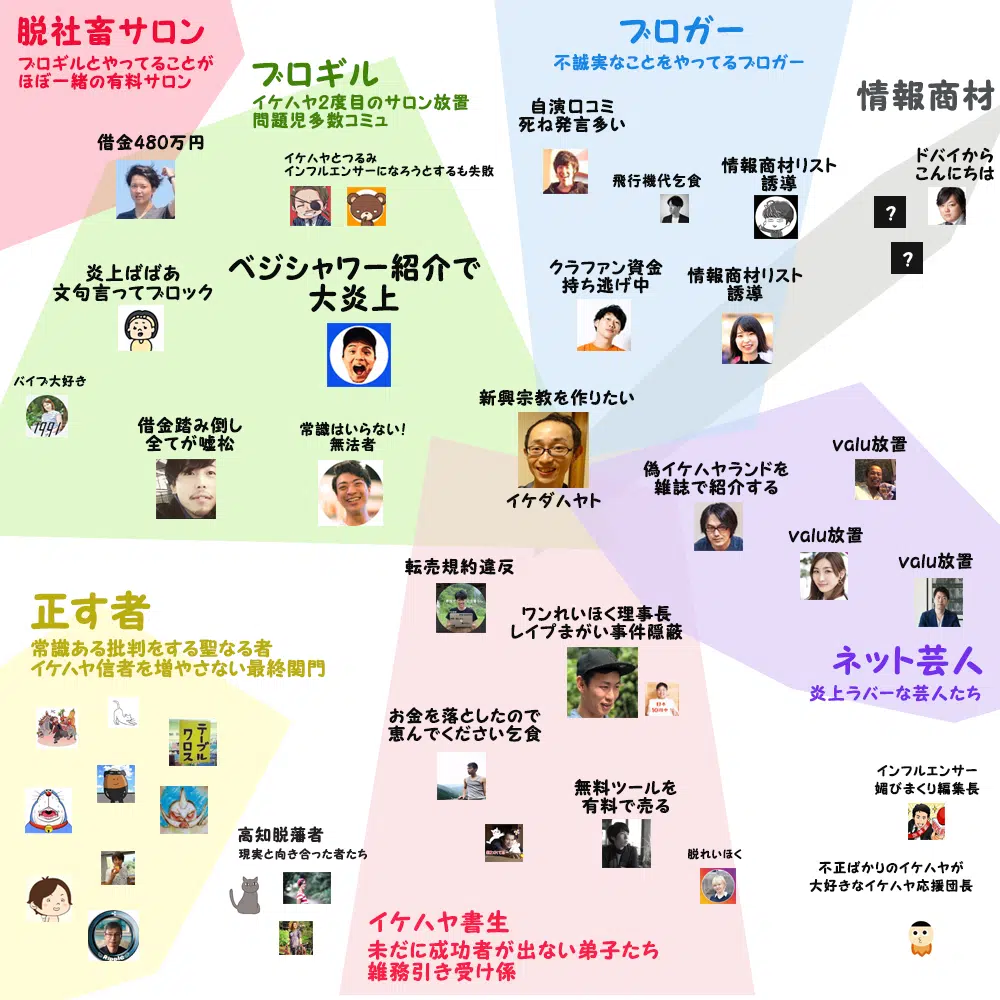 脱社畜サロン
ブロギルとやってることが
ほぼ一緒の有料サロン
借金480万円
ブロギル
イケハヤ2度目のサロン放置
問題児多数コミュ
イケハヤとつるみ
インフルエンサーになろうとするも失敗
炎上ばばあ
文句言ってブロック
ベジシャワー紹介で
大炎上
バイブ大好き
1991
借金踏み倒し
全てが嘘松
常識はいらない!
無法者
ブロガー
不誠実なことをやってるブロガー
自演口コミ
死ね発言多い
飛行機代乞食
情報商材リスト
誘導
クラファン資金
持ち逃げ中
情報商材リスト
誘導
情報商材
ドバイから
こんにちは
?
?
新興宗教を作りたい
イケダハヤト
偽イケハヤランドを
雑誌で紹介する
valu放置
valu放置
valu放置
ネット芸人
炎上ラバーな芸人たち
転売規約違反
ワンれいほく理事長
レイプまがい事件隠蔽
お金を落としたので
恵んでください乞食
無料ツールを
有料で売る
脱れいほく
イケハヤ書生
未だに成功者が出ない弟子たち
雑務引き受け係
正す者
常識ある批判をする聖なる者
イケハヤ信者を増やさない最終関門
テーブル
クロス
高知脱藩者
現実と向き合った者たち
インフルエンサー
媚びまくり編集長
不正ばかりのイケハヤが
大好きなイケハヤ応援団長